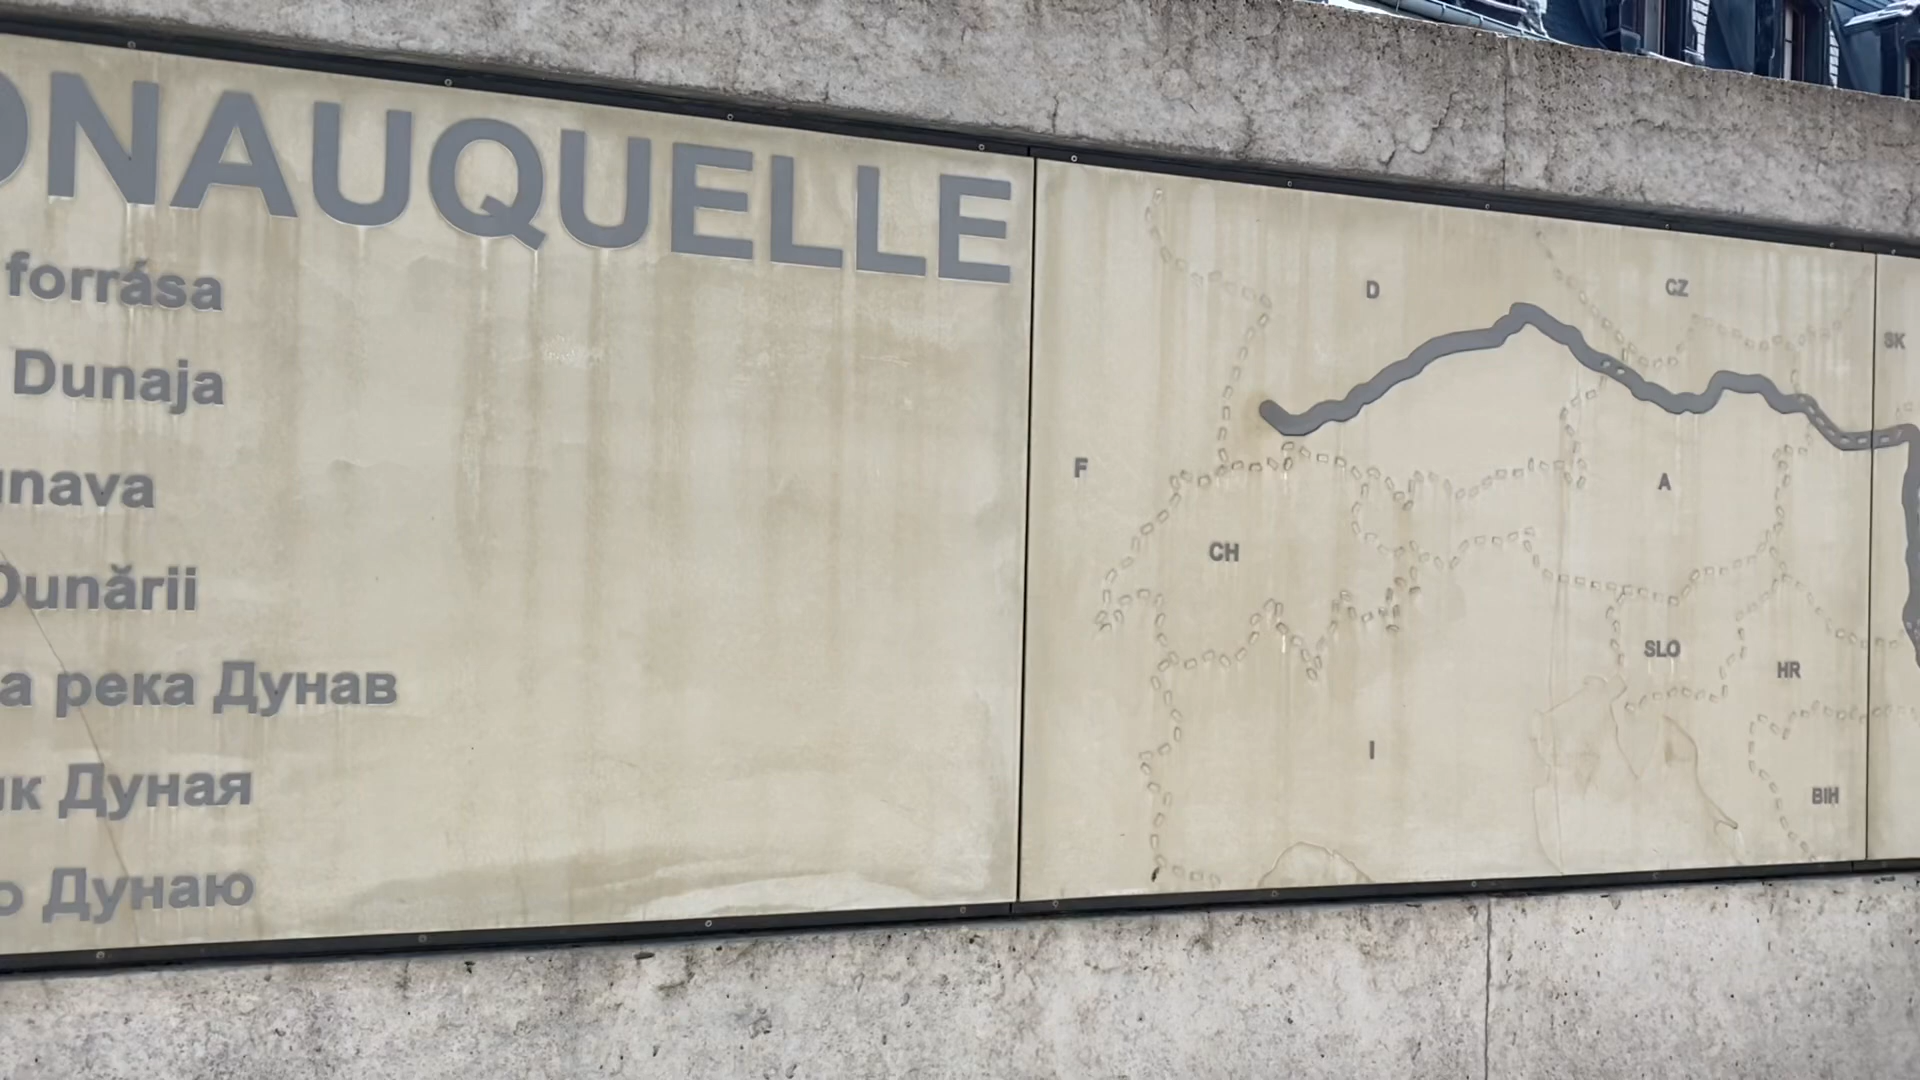 ONAUQUELLE
forrása
Dunaja
unava
Dunării
а река Дунав
ик Дуная
о Дунаю
D
CZ
SK
F
A
CH
SLO
HR
I
BIH